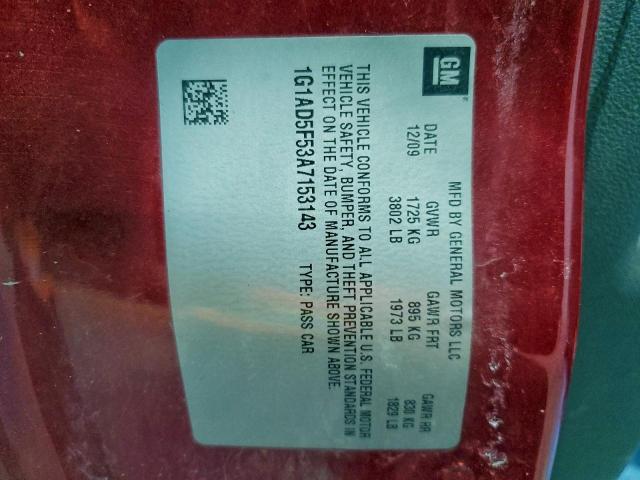 GM
MFD BY GENERAL MOTORS LLC
DATE GVWR GAWR FRT GAWR RR
12/09 1725 KG 895 KG 830 KG
3802 LB 1973 LB 1829 LB
THIS VEHICLE CONFORMS TO ALL APPLICABLE U.S. FEDERAL MOTOR
VEHICLE SAFETY, BUMPER, AND THEFT PREVENTION STANDARDS IN
EFFECT ON THE DATE OF MANUFACTURE SHOWN ABOVE.
1G1AD5F53A7153143 TYPE: PASS CAR